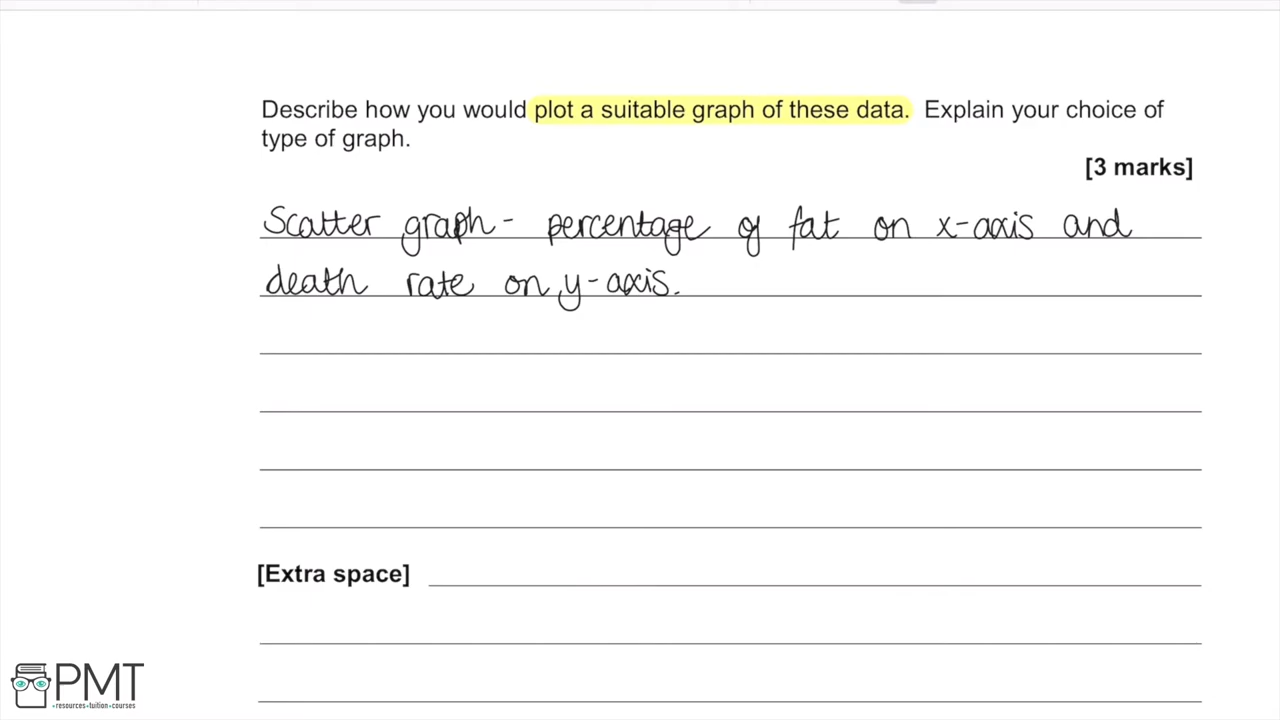 Describe how you would plot a suitable graph of these data. Explain your choice of
type of graph.
[3 marks]
Scatter graph - percentage of fat on x-axis and
death rate on y-axis.
[Extra space]
PMT
•resources•tuition•courses